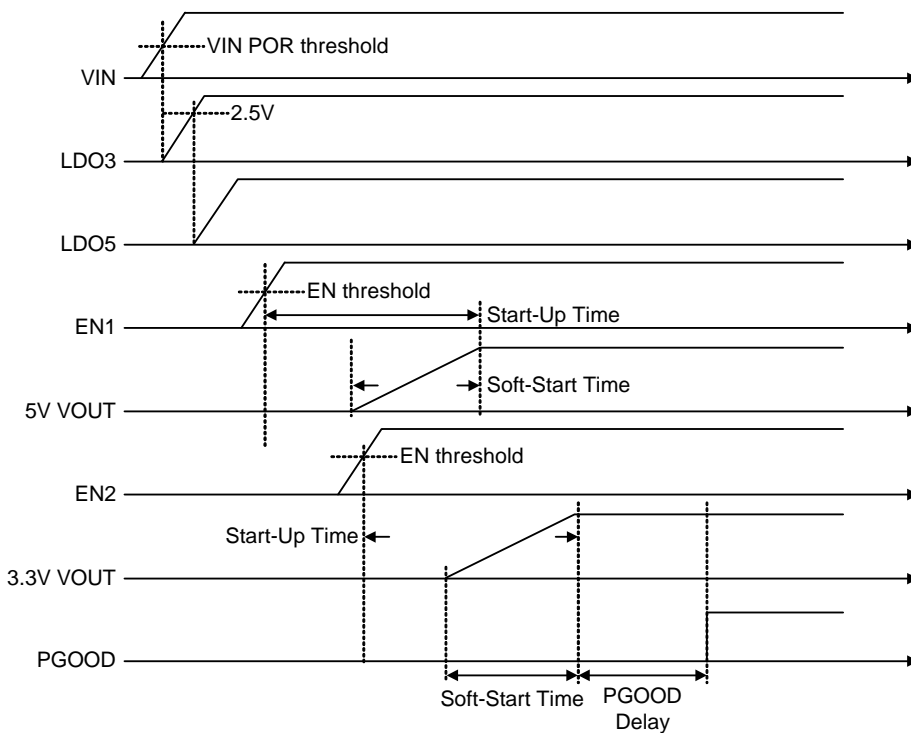 VIN POR threshold
VIN
2.5V
LDO3
LDO5
EN threshold
EN1
Start-Up Time
Soft-Start Time
5V VOUT
EN threshold
EN2
Start-Up Time
3.3V VOUT
PGOOD
Soft-Start Time
PGOOD
Delay